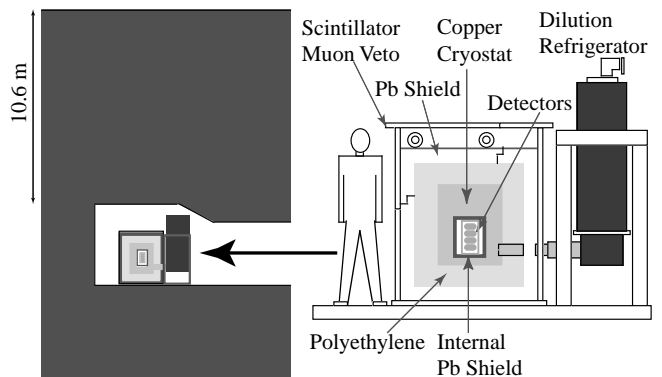 10.6 m
Scintillator
Muon Veto
Copper
Cryostat
Dilution
Refrigerator
Pb Shield
Detectors
Polyethylene
Internal
Pb Shield